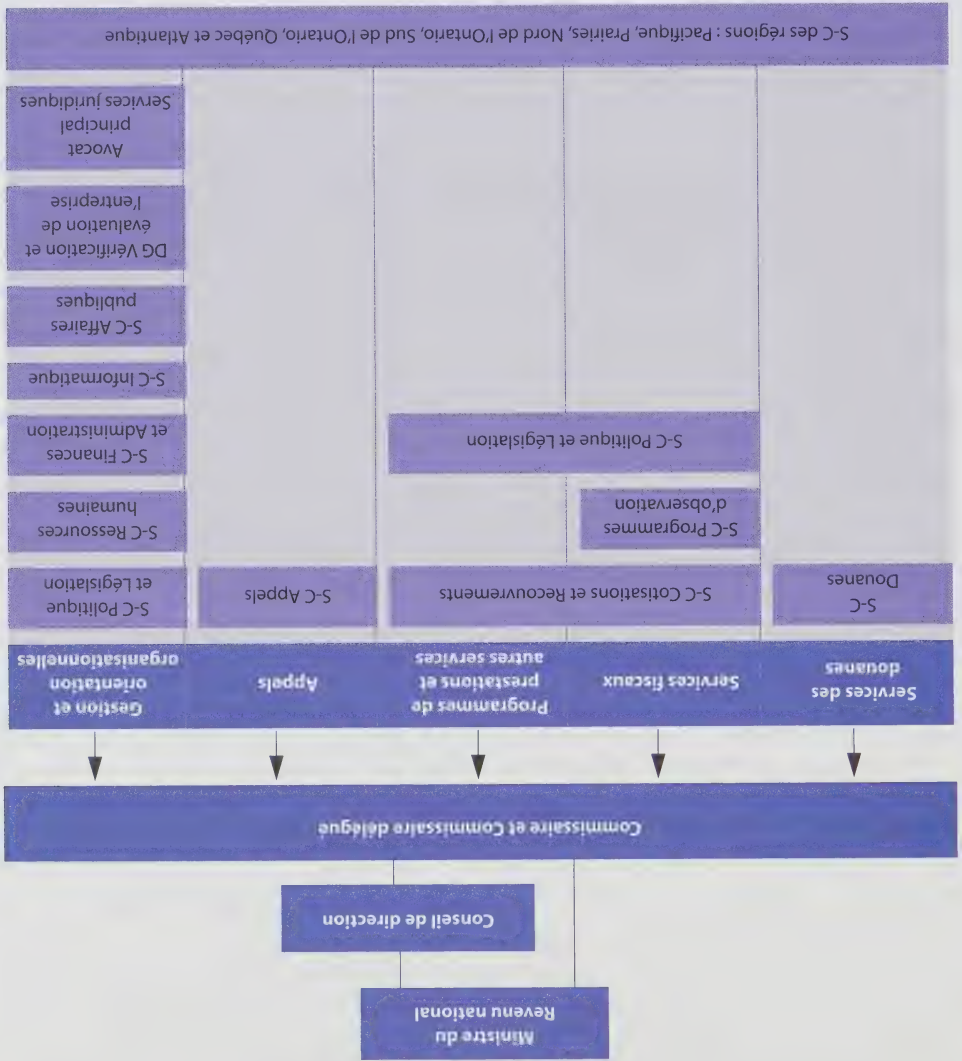 Ministre du
Revenu national
Conseil de direction
Commissaire et Commissaire délégué
Services des
douanes
Services fiscaux
Programmes de
prestations et
autres services
Appels
Gestion et
orientation
organisationnelles
S-C
Douanes
S-C Cotisations et Recouvrements
S-C Appels
S-C Politique
et Législation
S-C Programmes
d'observation
S-C Ressources
humaines
S-C Politique et Législation
S-C Finances
et Administration
S-C Informatique
S-C Affaires
publiques
DG Vérification et
évaluation de
l'entreprise
Avocat
principal
Services juridiques
S-C des régions : Pacifique, Prairies, Nord de l'Ontario, Sud de l'Ontario, Québec et Atlantique